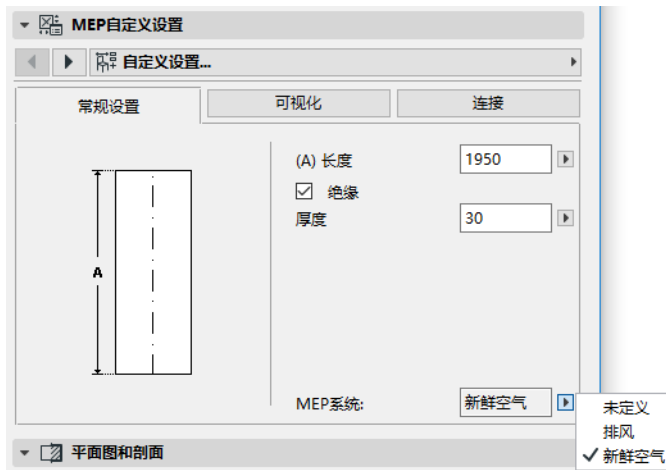 MEP自定义设置
自定义设置...
常规设置
可视化
连接
(A) 长度
1950
绝缘
厚度
30
A
MEP系统:
新鲜空气
未定义
排风
新鲜空气
平面图和剖面